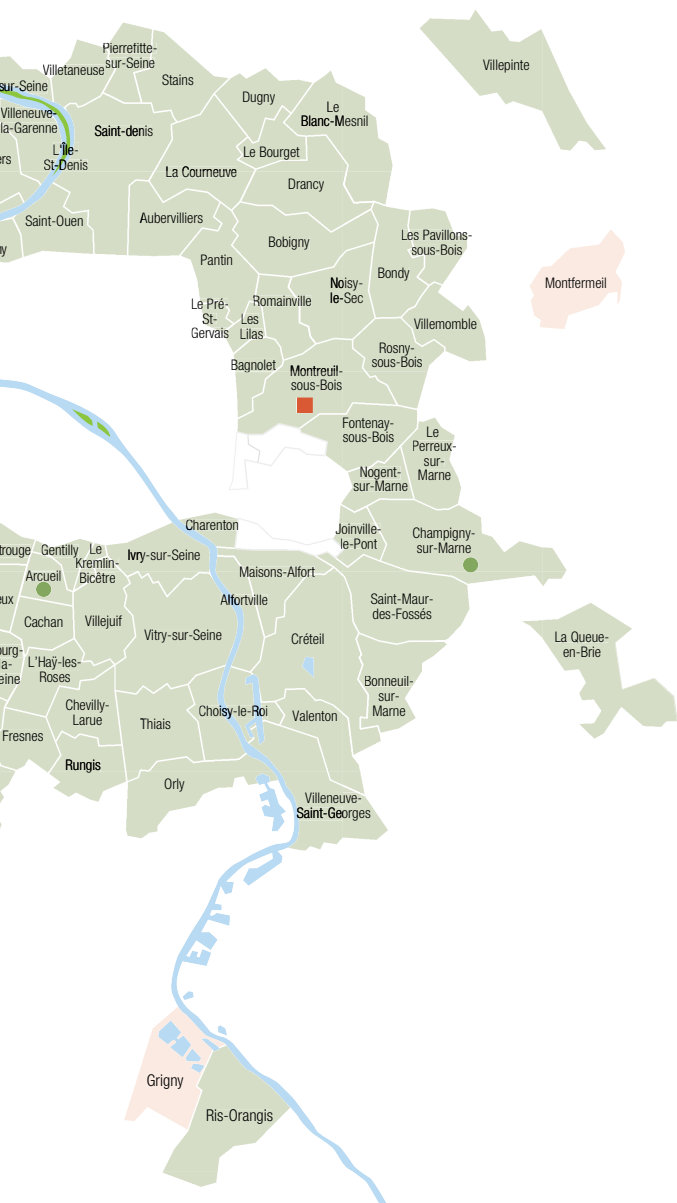 Pierrefitte-
sur-Seine
Villepinte
Villetaneuse
Stains
sur-Seine
Dugny
Le
Blanc-Mesnil
Villeneuve-
la-Garenne
Saint-denis
L'Île-
St-Denis
ers
Le Bourget
La Courneuve
Drancy
Saint-Ouen
Aubervilliers
Les Pavillons-
sous-Bois
Bobigny
Pantin
Bondy
Noisy-
le-Sec
Montfermeil
Le Pré-
St-
Gervais
Romainville
Les
Lilas
Villemomble
Rosny-
sous-Bois
Bagnolet
Montreuil-
sous-Bois
Fontenay-
sous-Bois
Le
Perreux-
sur-
Marne
Nogent-
sur-Marne
Charenton
Joinville-
le-Pont
Champigny-
sur-Marne
trouge
Gentilly
Le
Kremlin-
Bicêtre
Ivry-sur-Seine
Arcueil
Maisons-Alfort
eux
Alfortville
Saint-Maur-
des-Fossés
Cachan
Villejuif
Vitry-sur-Seine
Créteil
La Queue-
en-Brie
ourg-
la-
eine
L'Haÿ-les-
Roses
Bonneuil-
sur-
Marne
Chevilly-
Larue
Thiais
Choisy-le-Roi
Valenton
Fresnes
Rungis
Orly
Villeneuve-
Saint-Georges
Grigny
Ris-Orangis